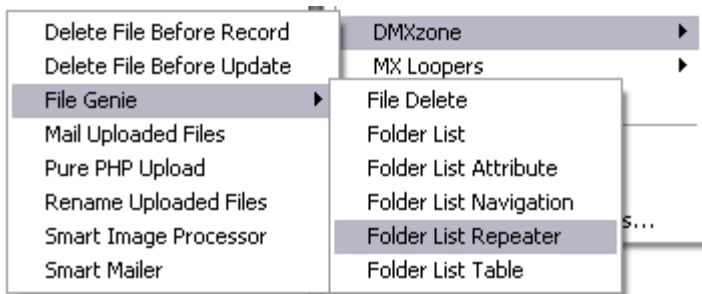 Delete File Before Record
Delete File Before Update
File Genie
Mail Uploaded Files
Pure PHP Upload
Rename Uploaded Files
Smart Image Processor
Smart Mailer
DMXzone
MX Loopers
File Delete
Folder List
Folder List Attribute
Folder List Navigation
Folder List Repeater
Folder List Table
s...